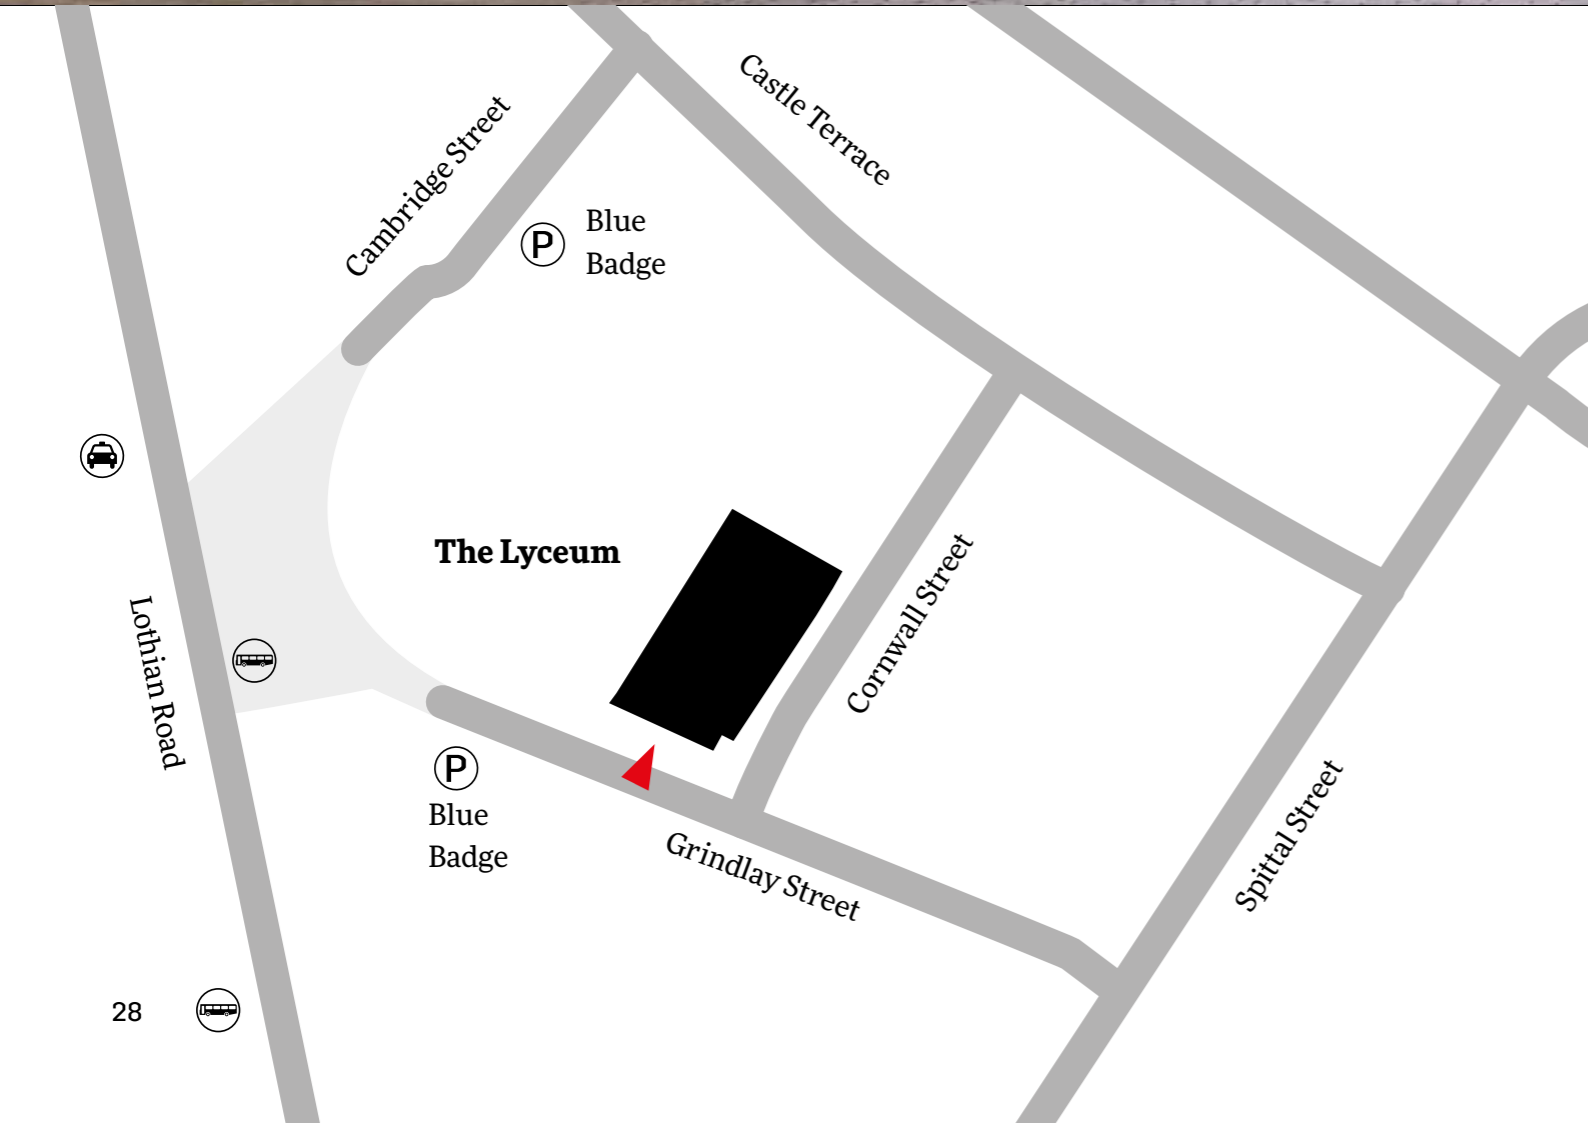 Castle Terrace
Cambridge Street
P
Blue
Badge
The Lyceum
Cornwall Street
Lothian Road
P
Blue
Badge
Grindlay Street
Spittal Street
28